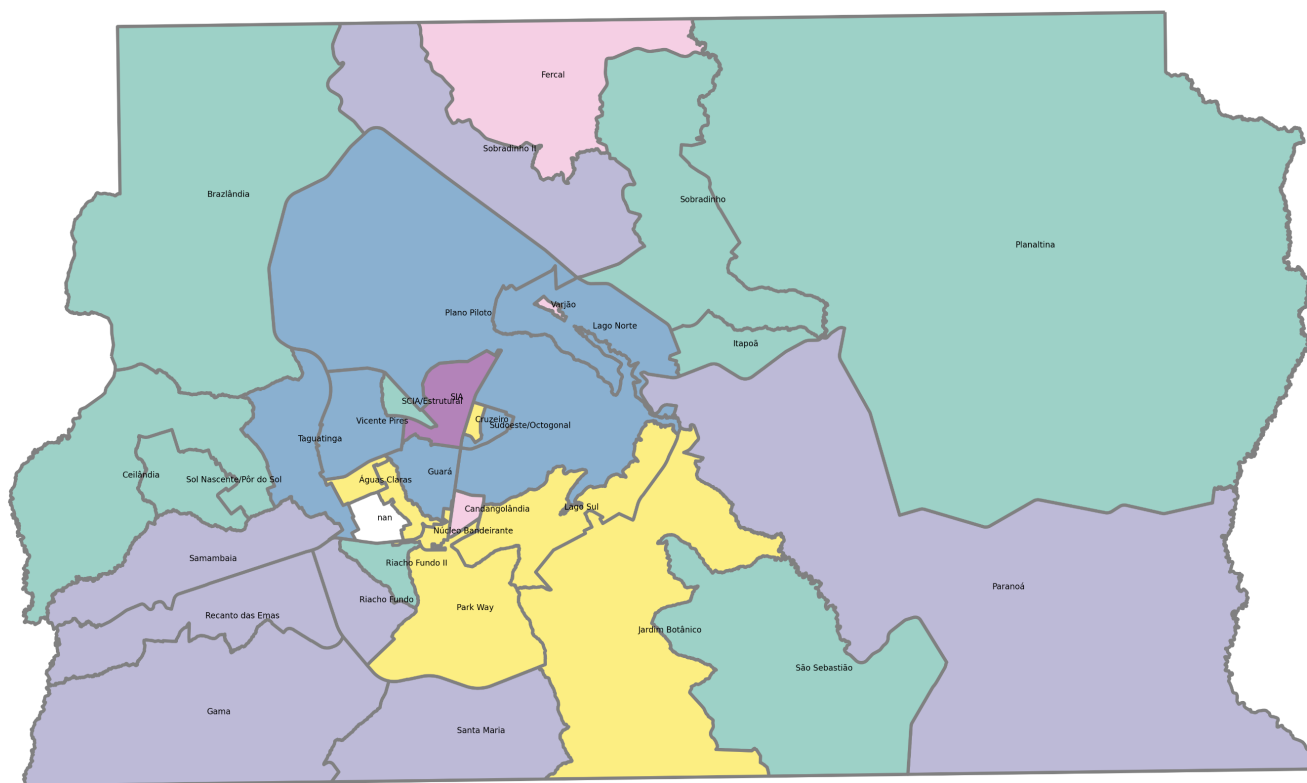 Fercal
Sobradinho II
Brazlândia
Sobradinho
Planaltina
Varjão
Plano Piloto
Lago Norte
Itapoã
SIA
SCIA/Estrutural
Vicente Pires
Cruzeiro
Sudoeste/Octogonal
Taguatinga
Guará
Ceilândia
Sol Nascente/Pôr do Sol
Águas Claras
Lago Sul
Candangolândia
nan
Núcleo Bandeirante
Samambaia
Riacho Fundo II
Paranoá
Riacho Fundo
Park Way
Recanto das Emas
Jardim Botânico
São Sebastião
Gama
Santa Maria